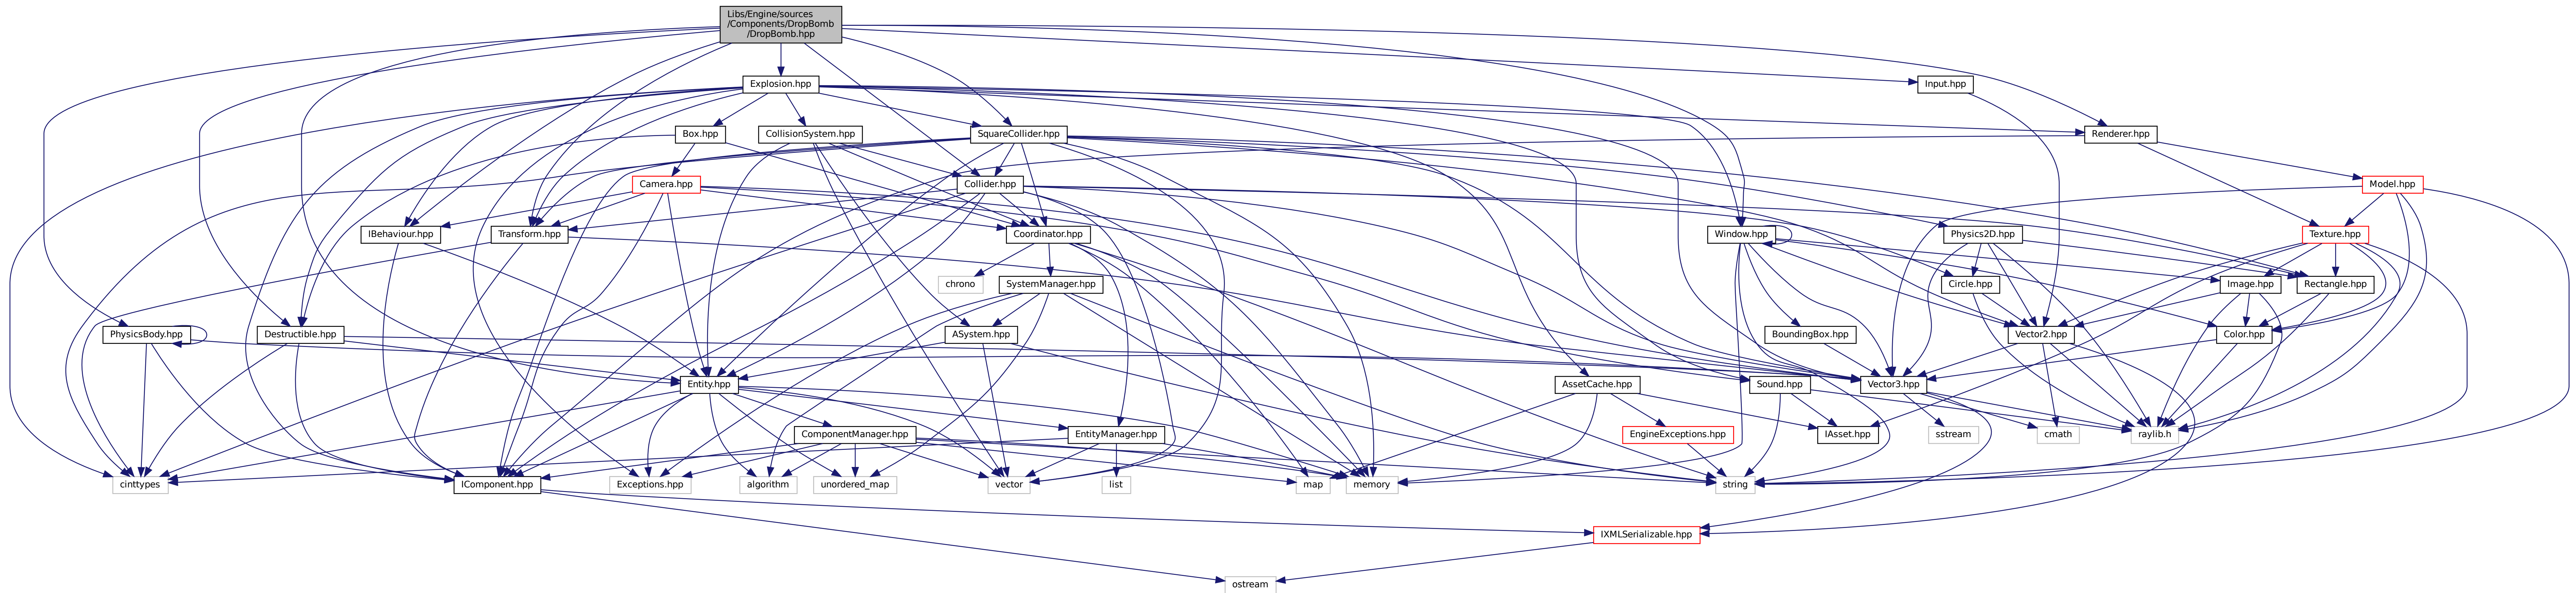 Libs/Engine/sources
/Components/DropBomb
/DropBomb.hpp
Explosion.hpp
Input.hpp
Box.hpp
CollisionSystem.hpp
SquareCollider.hpp
Renderer.hpp
Camera.hpp
Collider.hpp
Model.hpp
IBehaviour.hpp
Transform.hpp
Coordinator.hpp
Window.hpp
Physics2D.hpp
Texture.hpp
chrono
SystemManager.hpp
Circle.hpp
Image.hpp
Rectangle.hpp
PhysicsBody.hpp
Destructible.hpp
ASystem.hpp
BoundingBox.hpp
Vector2.hpp
Color.hpp
Entity.hpp
AssetCache.hpp
Sound.hpp
Vector3.hpp
ComponentManager.hpp
EntityManager.hpp
EngineExceptions.hpp
IAsset.hpp
sstream
cmath
raylib.h
cinttypes
IComponent.hpp
Exceptions.hpp
algorithm
unordered_map
vector
list
map
memory
string
IXMLSerializable.hpp
ostream